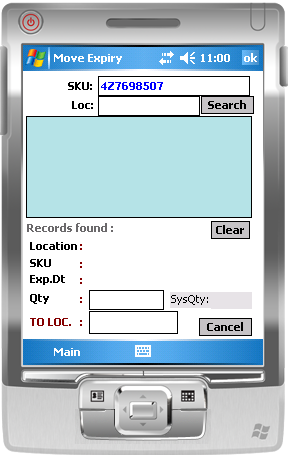 Move Expiry 11:00 ok
SKU: 427698507
Loc: Search
Records found : Clear
Location :
SKU :
Exp.Dt :
Qty : SysQty:
TO LOC. : Cancel
Main